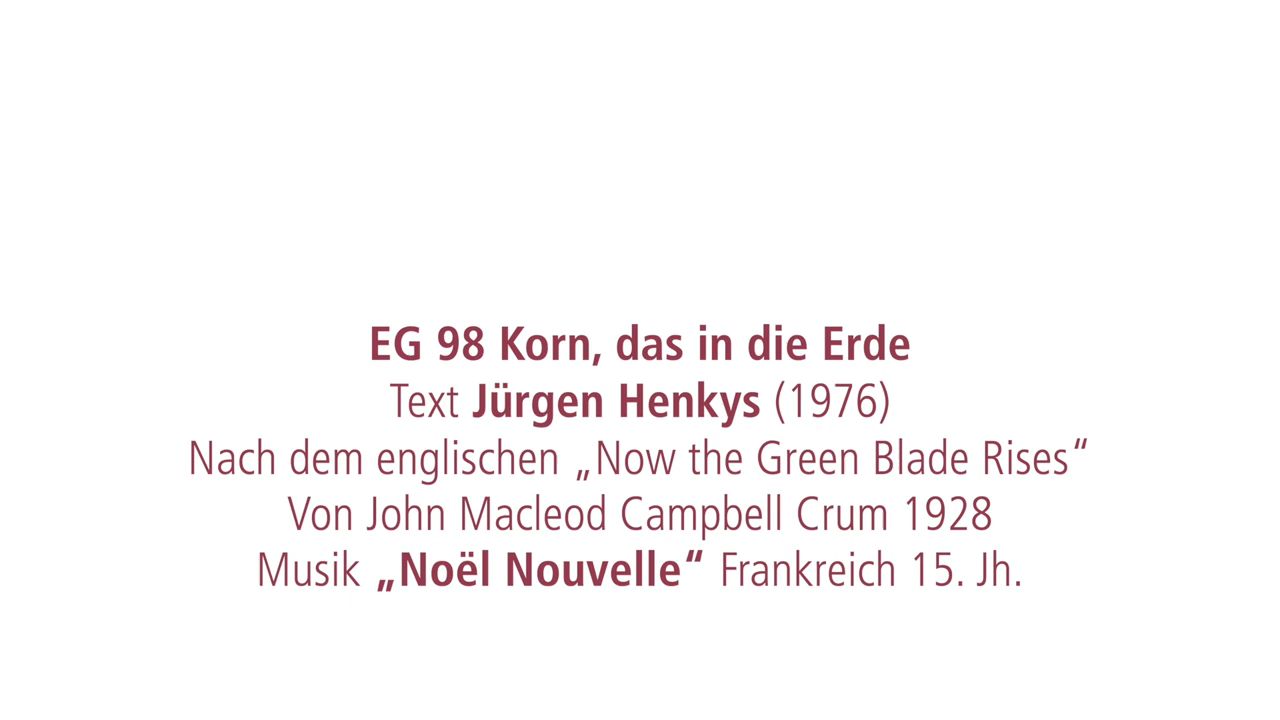 EG 98 Korn, das in die Erde
Text Jürgen Henkys (1976)
Nach dem englischen „Now the Green Blade Rises“
Von John Macleod Campbell Crum 1928
Musik „Noël Nouvelle“ Frankreich 15. Jh.